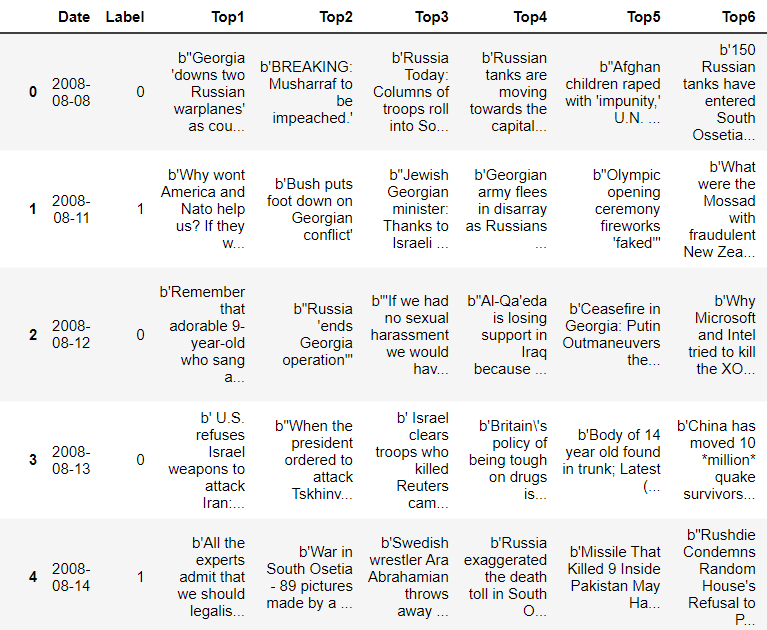 Date Label Top1 Top2 Top3 Top4 Top5 Top6
0
2008-
08-08
0
b"Georgia
'downs two
Russian
warplanes'
as cou...
b'BREAKING:
Musharraf to
be
impeached.'
b'Russia
Today:
Columns of
troops roll
into So...
b'Russian
tanks are
moving
towards the
capital...
b"Afghan
children raped
with 'impunity,'
U.N. ...
b'150
Russian
tanks have
entered
South
Ossetia...
1
2008-
08-11
1
b'Why wont
America and
Nato help
us? If they
w...
b'Bush puts
foot down on
Georgian
conflict'
b"Jewish
Georgian
minister:
Thanks to
Israeli ...
b'Georgian
army flees
in disarray
as Russians
...
b"Olympic
opening
ceremony
fireworks
'faked'"
b'What
were the
Mossad
with
fraudulent
New Zea...
2
2008-
08-12
0
b'Remember
that
adorable 9-
year-old
who sang
a...
b"Russia
'ends
Georgia
operation'"
b'"If we had
no sexual
harassment
we would
hav...
b"Al-Qa'eda
is losing
support in
Iraq
because ...
b'Ceasefire in
Georgia: Putin
Outmaneuvers
the...
b'Why
Microsoft
and Intel
tried to kill
the XO...
3
2008-
08-13
0
b' U.S.
refuses
Israel
weapons to
attack
Iran:...
b"When the
president
ordered to
attack
Tskhinv...
b' Israel
clears
troops who
killed
Reuters
cam...
b'Britain\'s
policy of
being tough
on drugs
is...
b'Body of 14
year old found
in trunk; Latest
(...
b'China has
moved 10
*million*
quake
survivors...
4
2008-
08-14
1
b'All the
experts
admit that
we should
legalis...
b'War in
South Osetia
- 89 pictures
made by a ...
b'Swedish
wrestler Ara
Abrahamian
throws
away ...
b'Russia
exaggerated
the death
toll in South
O...
b'Missile That
Killed 9 Inside
Pakistan May
Ha...
b"Rushdie
Condemns
Random
House's
Refusal to
P...